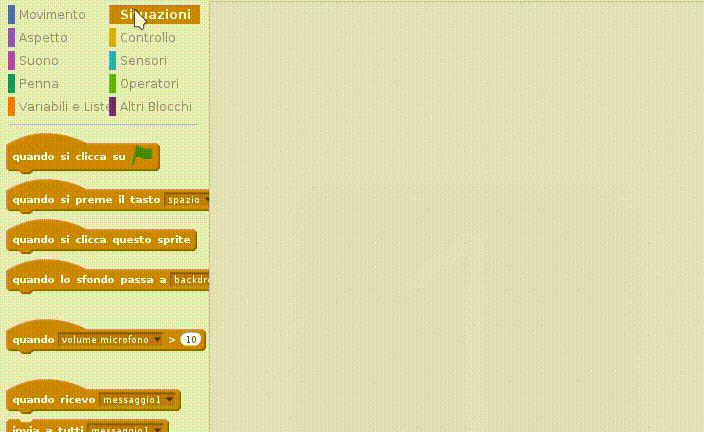 Movimento
Situazioni
Aspetto
Controllo
Suono
Sensori
Penna
Operatori
Variabili e Liste
Altri Blocchi
quando si clicca su
quando si preme il tasto spazio
quando si clicca questo sprite
quando lo sfondo passa a backdr
quando volume microfono > 10
quando ricevo messaggio1
invia a tutti messaggio1